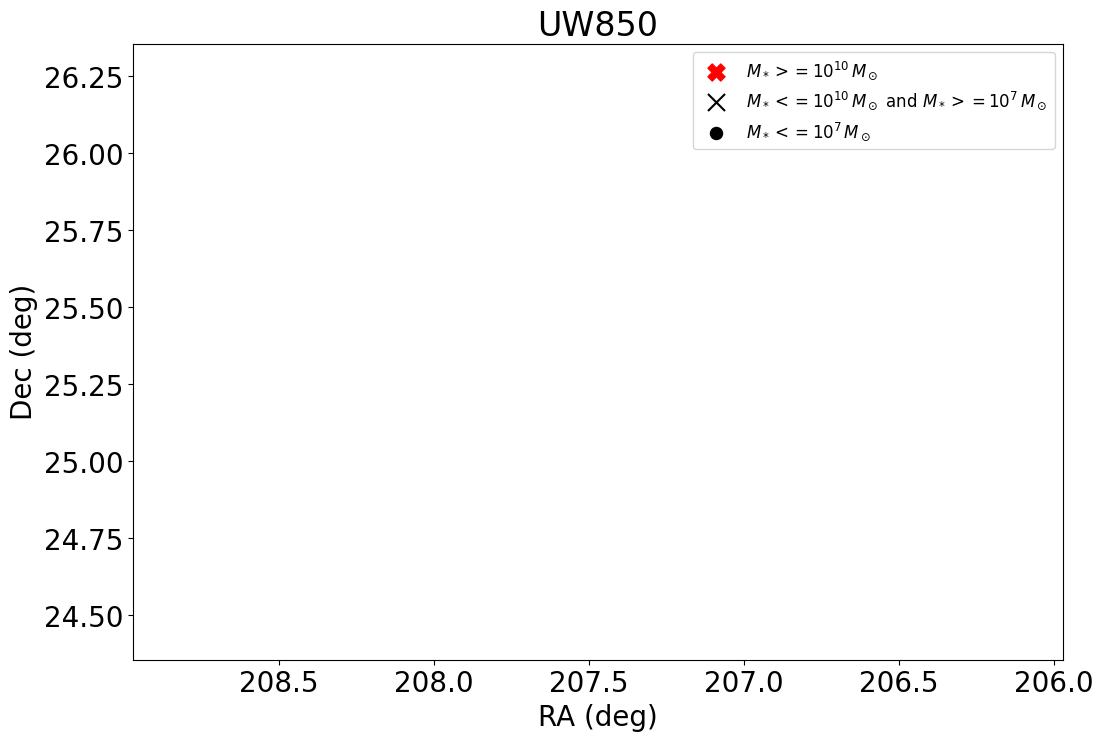 UW850
M* >= 10^10 M⊙
M* <= 10^10 M⊙ and M* >= 10^7 M⊙
M* <= 10^7 M⊙
26.25
26.00
25.75
25.50
25.25
25.00
24.75
24.50
Dec (deg)
208.5 208.0 207.5 207.0 206.5 206.0
RA (deg)